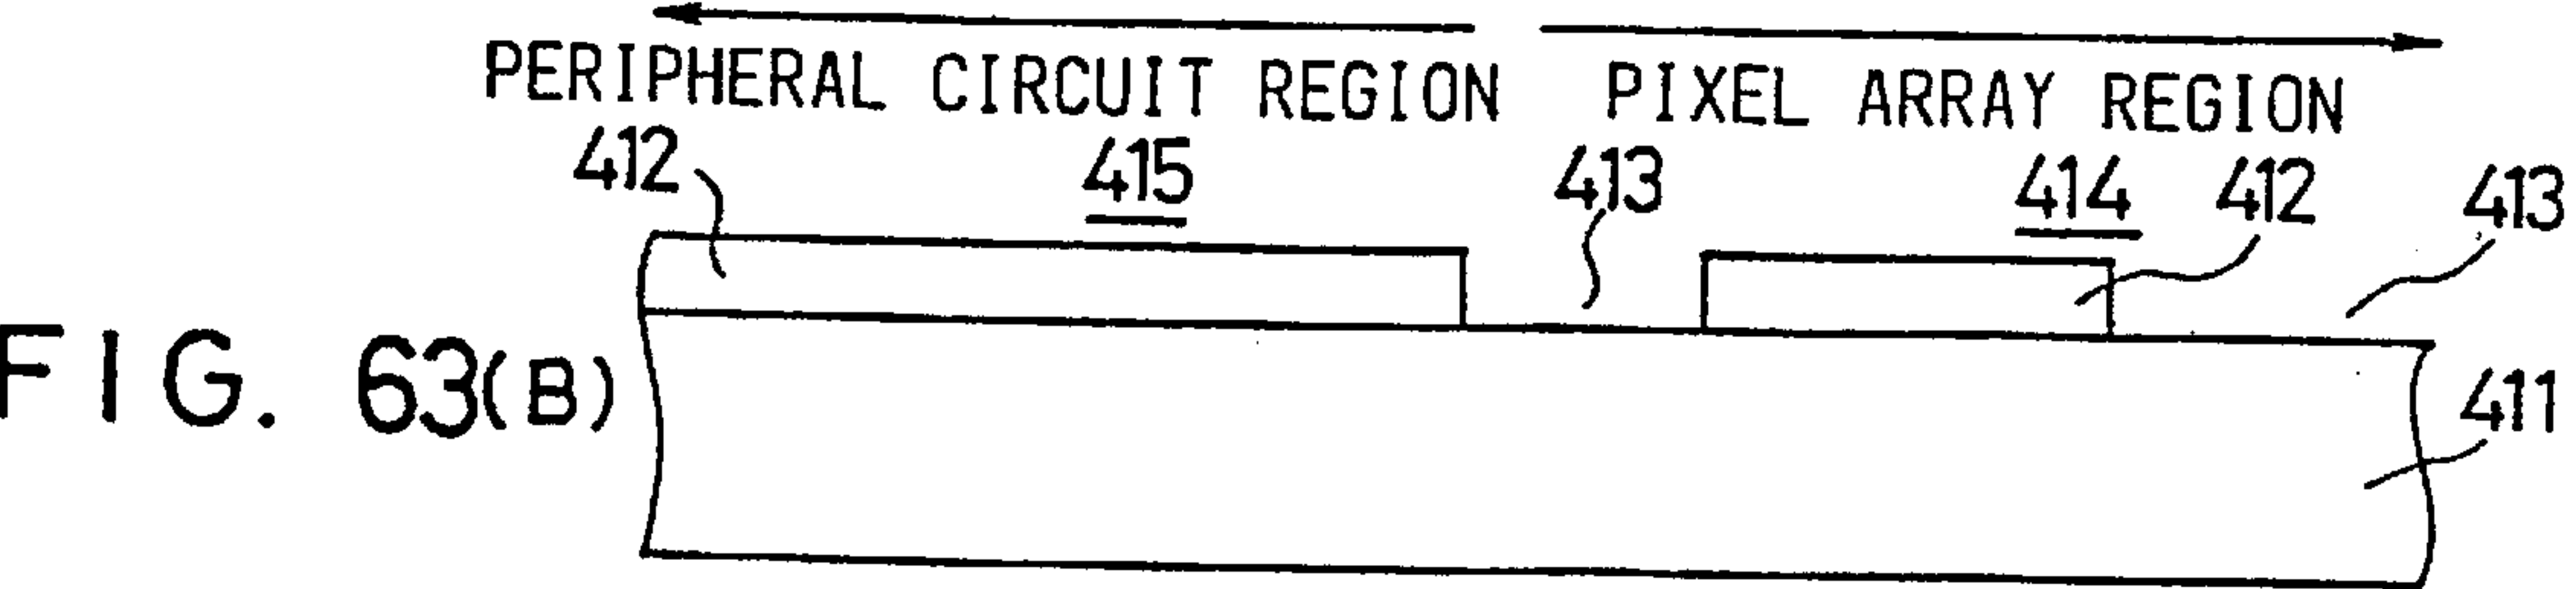 PERIPHERAL CIRCUIT REGION PIXEL ARRAY REGION
412 415 413 414 412 413
FIG. 63(B)
411